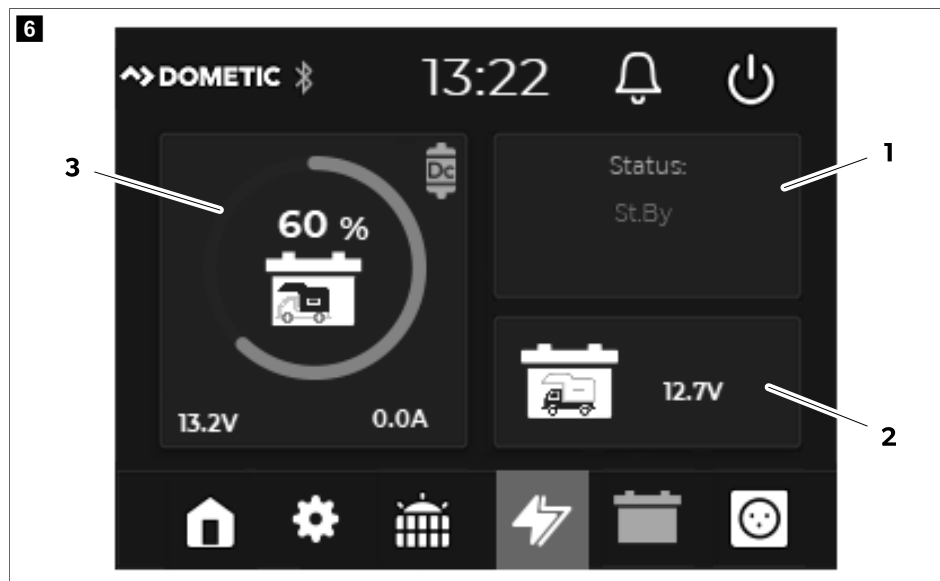 6
DOMETIC 13:22
Status:
St.By
Dc
60 %
13.2V 0.0A
12.7V
1
2
3